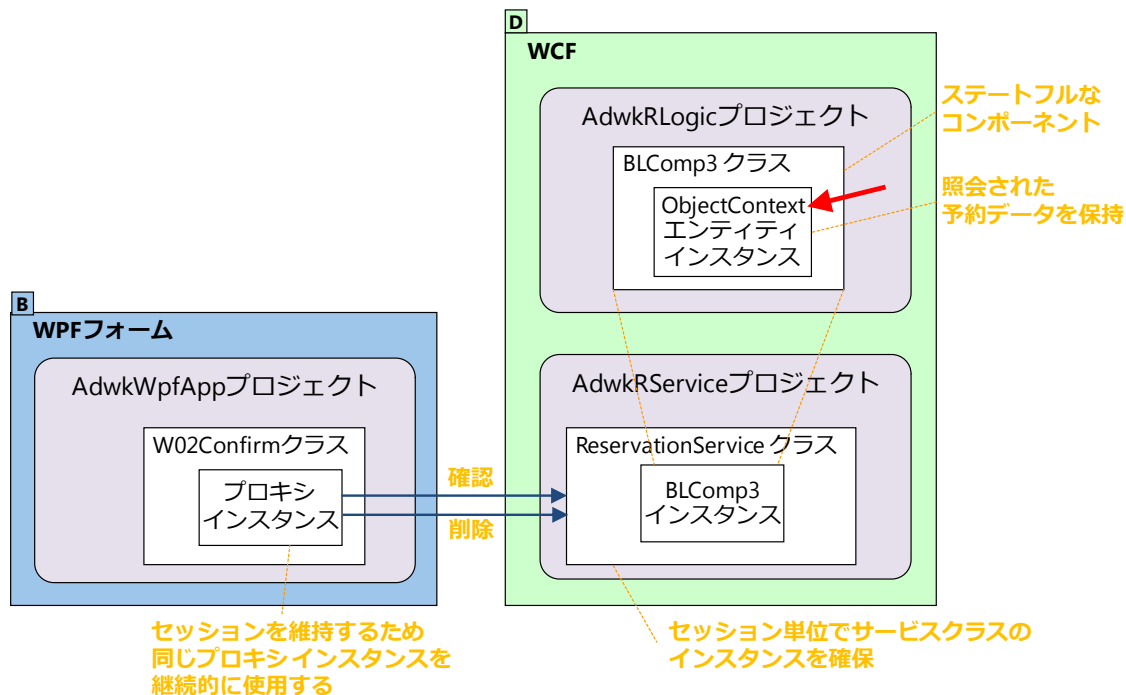 D
WCF
AdwkRLogicプロジェクト
BLComp3 クラス
ObjectContext
エンティティ
インスタンス
ステートフルな
コンポーネント
照会された
予約データを保持
B
WPFフォーム
AdwkWpfAppプロジェクト
W02Confirmクラス
プロキシ
インスタンス
確認
削除
AdwkRServiceプロジェクト
ReservationService クラス
BLComp3
インスタンス
セッションを維持するため
同じプロキシ インスタンスを
継続的に使用する
セッション単位でサービスクラスの
インスタンスを確保